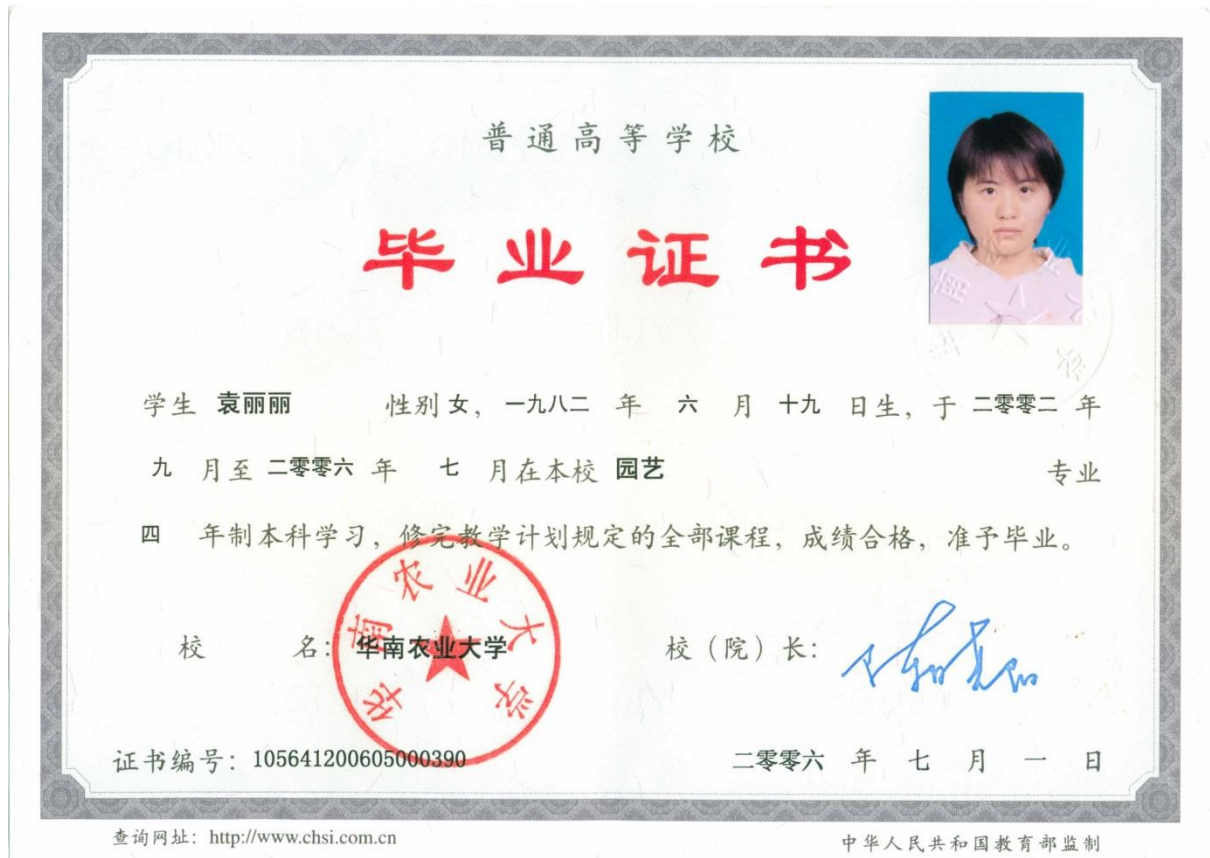 普通高等学校
毕业证书
学生 袁丽丽 性别 女，一九八二 年 六 月 十九 日生，于 二零零二 年
九 月至 二零零六 年 七 月在本校 园艺 专业
四 年制本科学习，修完教学计划规定的全部课程，成绩合格，准予毕业。
华南农业大学
校 名：华南农业大学 校（院）长：
证书编号：105641200605000390 二零零六 年 七 月 一 日
查询网址：http://www.chsi.com.cn 中华人民共和国教育部监制